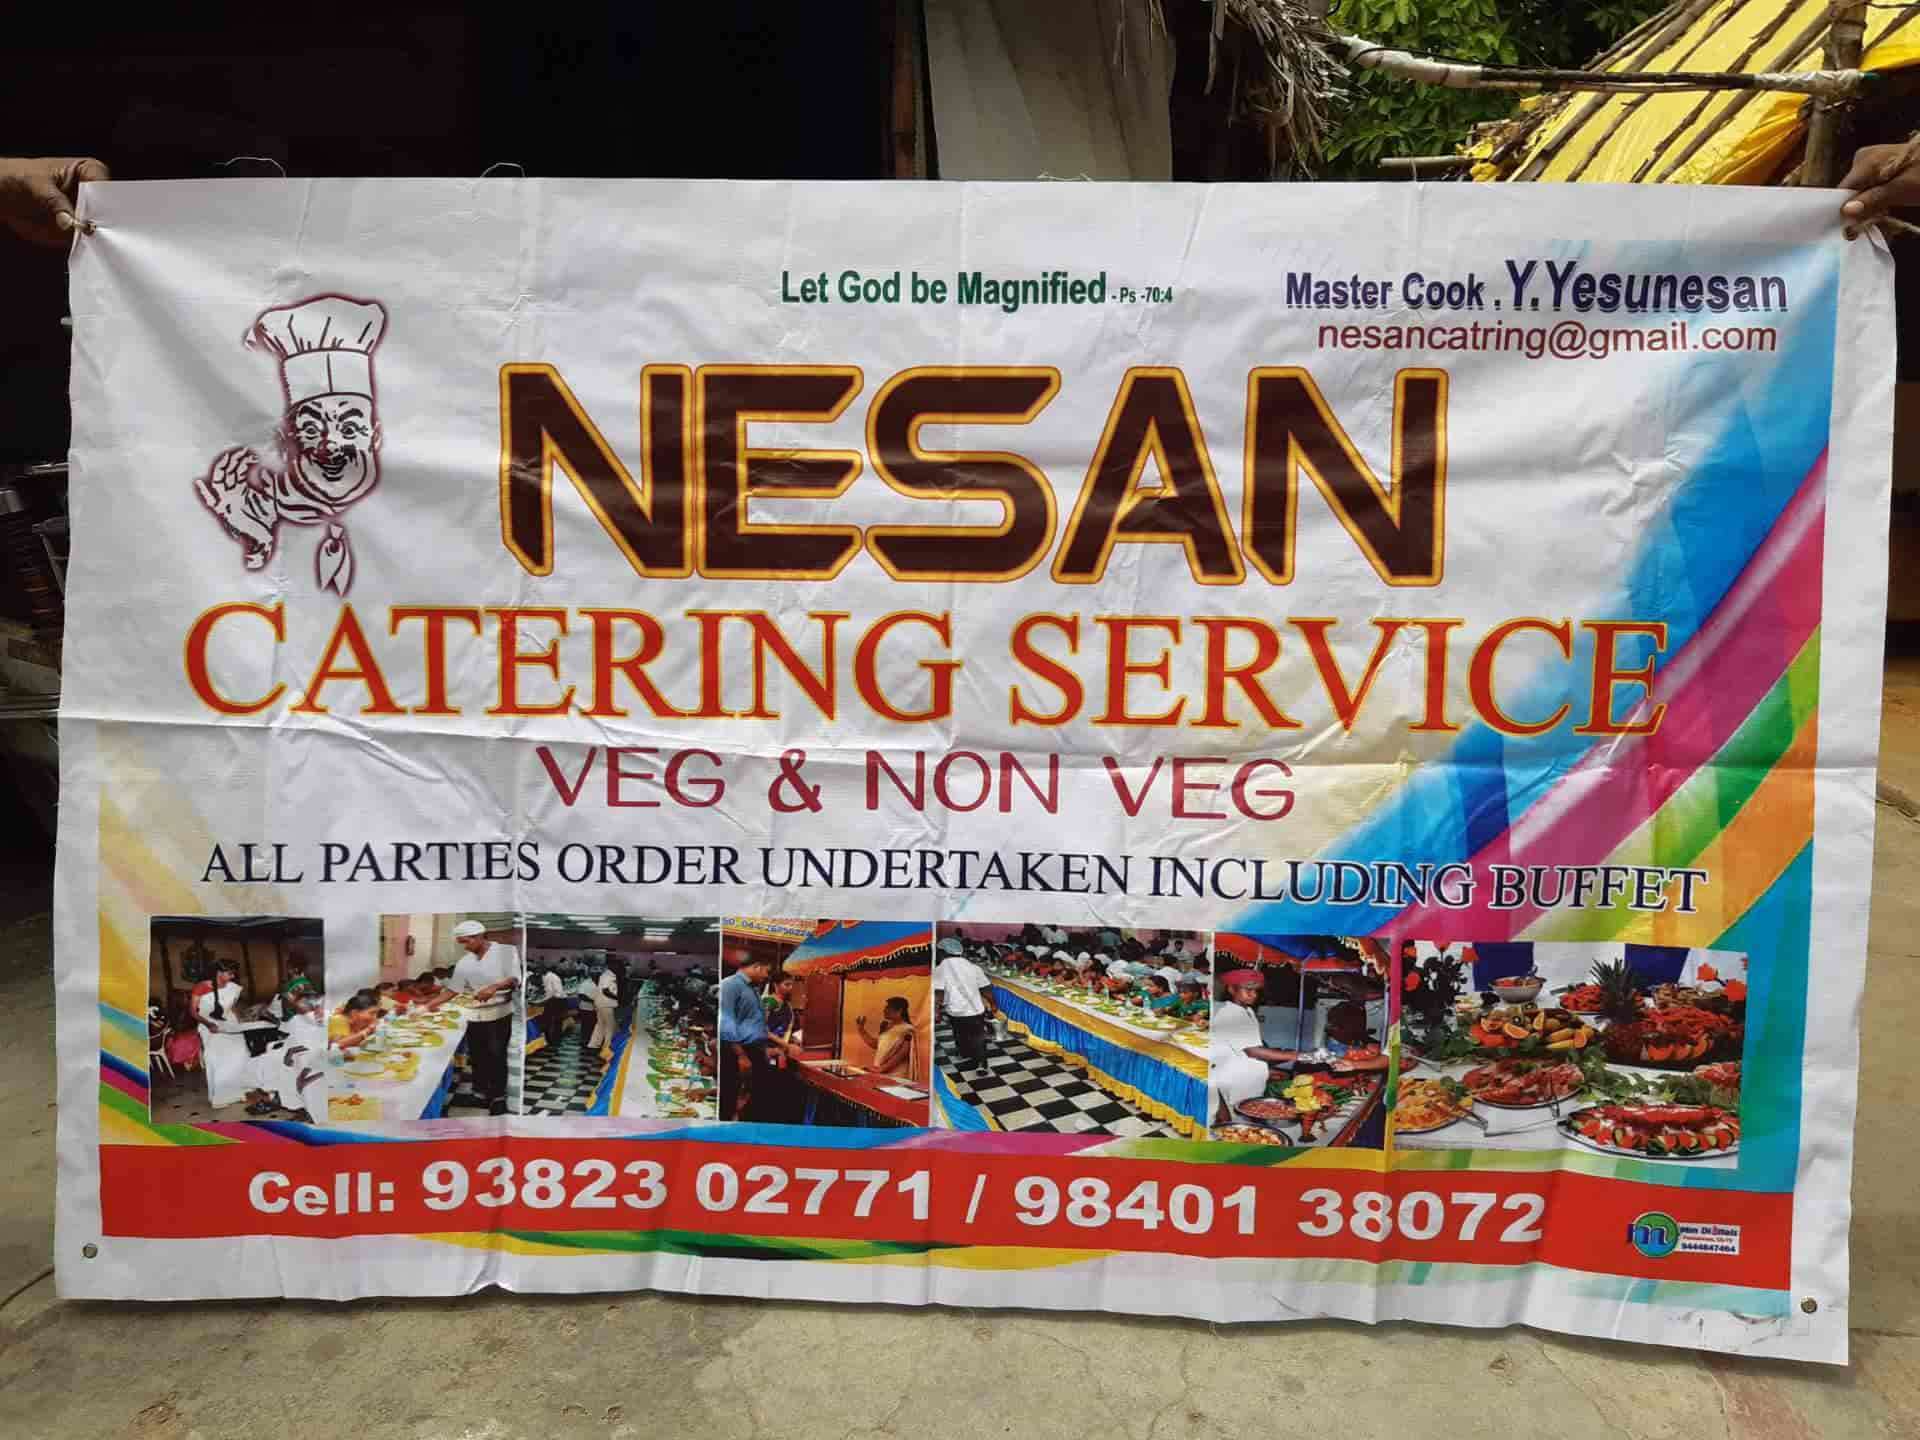 Let God be Magnified - Ps -70:4
Master Cook . Y.Yesunesan
nesancatring@gmail.com
NESAN
CATERING SERVICE
VEG & NON VEG
ALL PARTIES ORDER UNDERTAKEN INCLUDING BUFFET
Cell: 93823 02771 / 98401 38072
m
9444847464